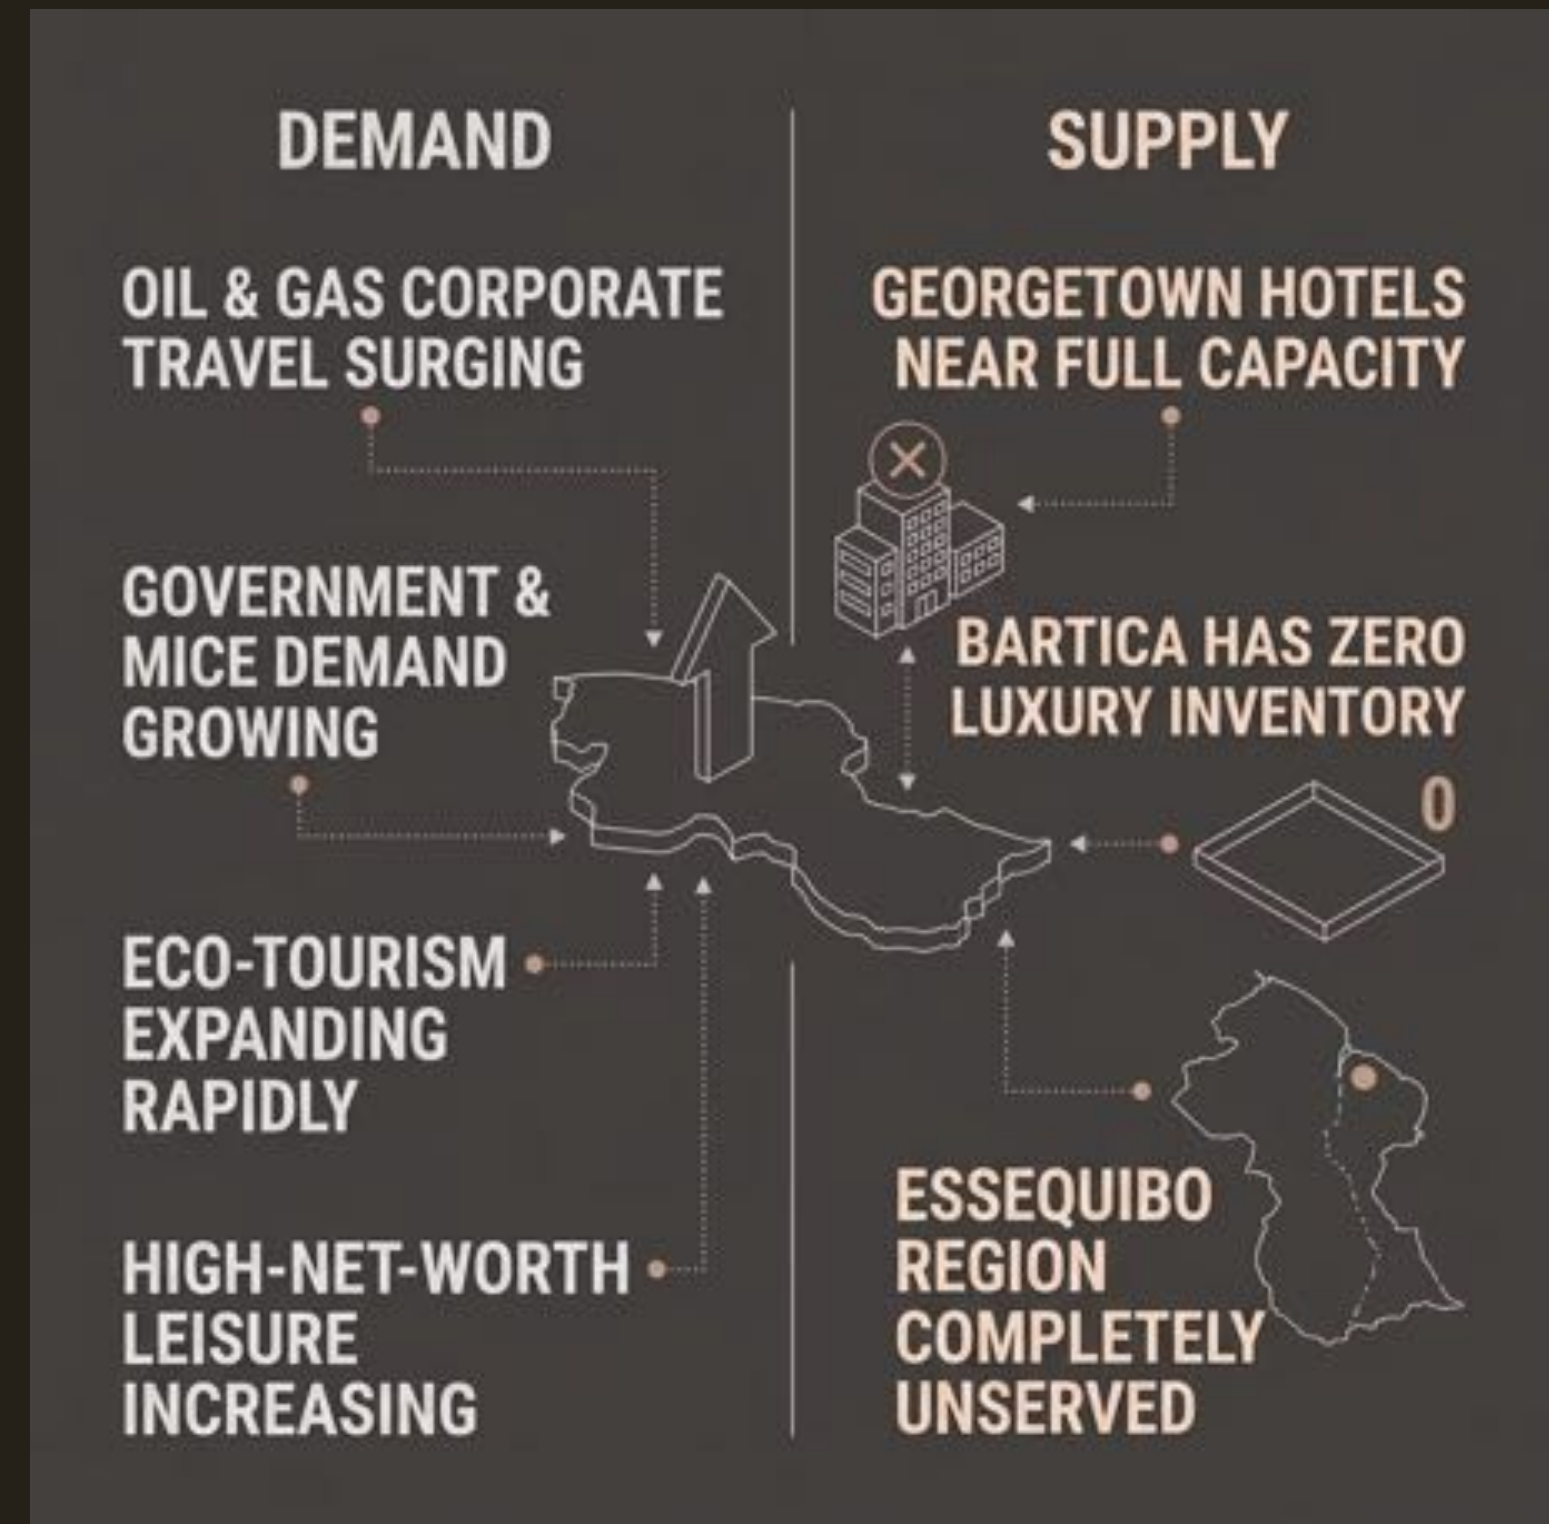 DEMAND
OIL & GAS CORPORATE
TRAVEL SURGING
GOVERNMENT &
MICE DEMAND
GROWING
ECO-TOURISM
EXPANDING
RAPIDLY
HIGH-NET-WORTH
LEISURE
INCREASING
SUPPLY
GEORGETOWN HOTELS
NEAR FULL CAPACITY
BARTICA HAS ZERO
LUXURY INVENTORY
0
ESSEQUIBO
REGION
COMPLETELY
UNSERVED